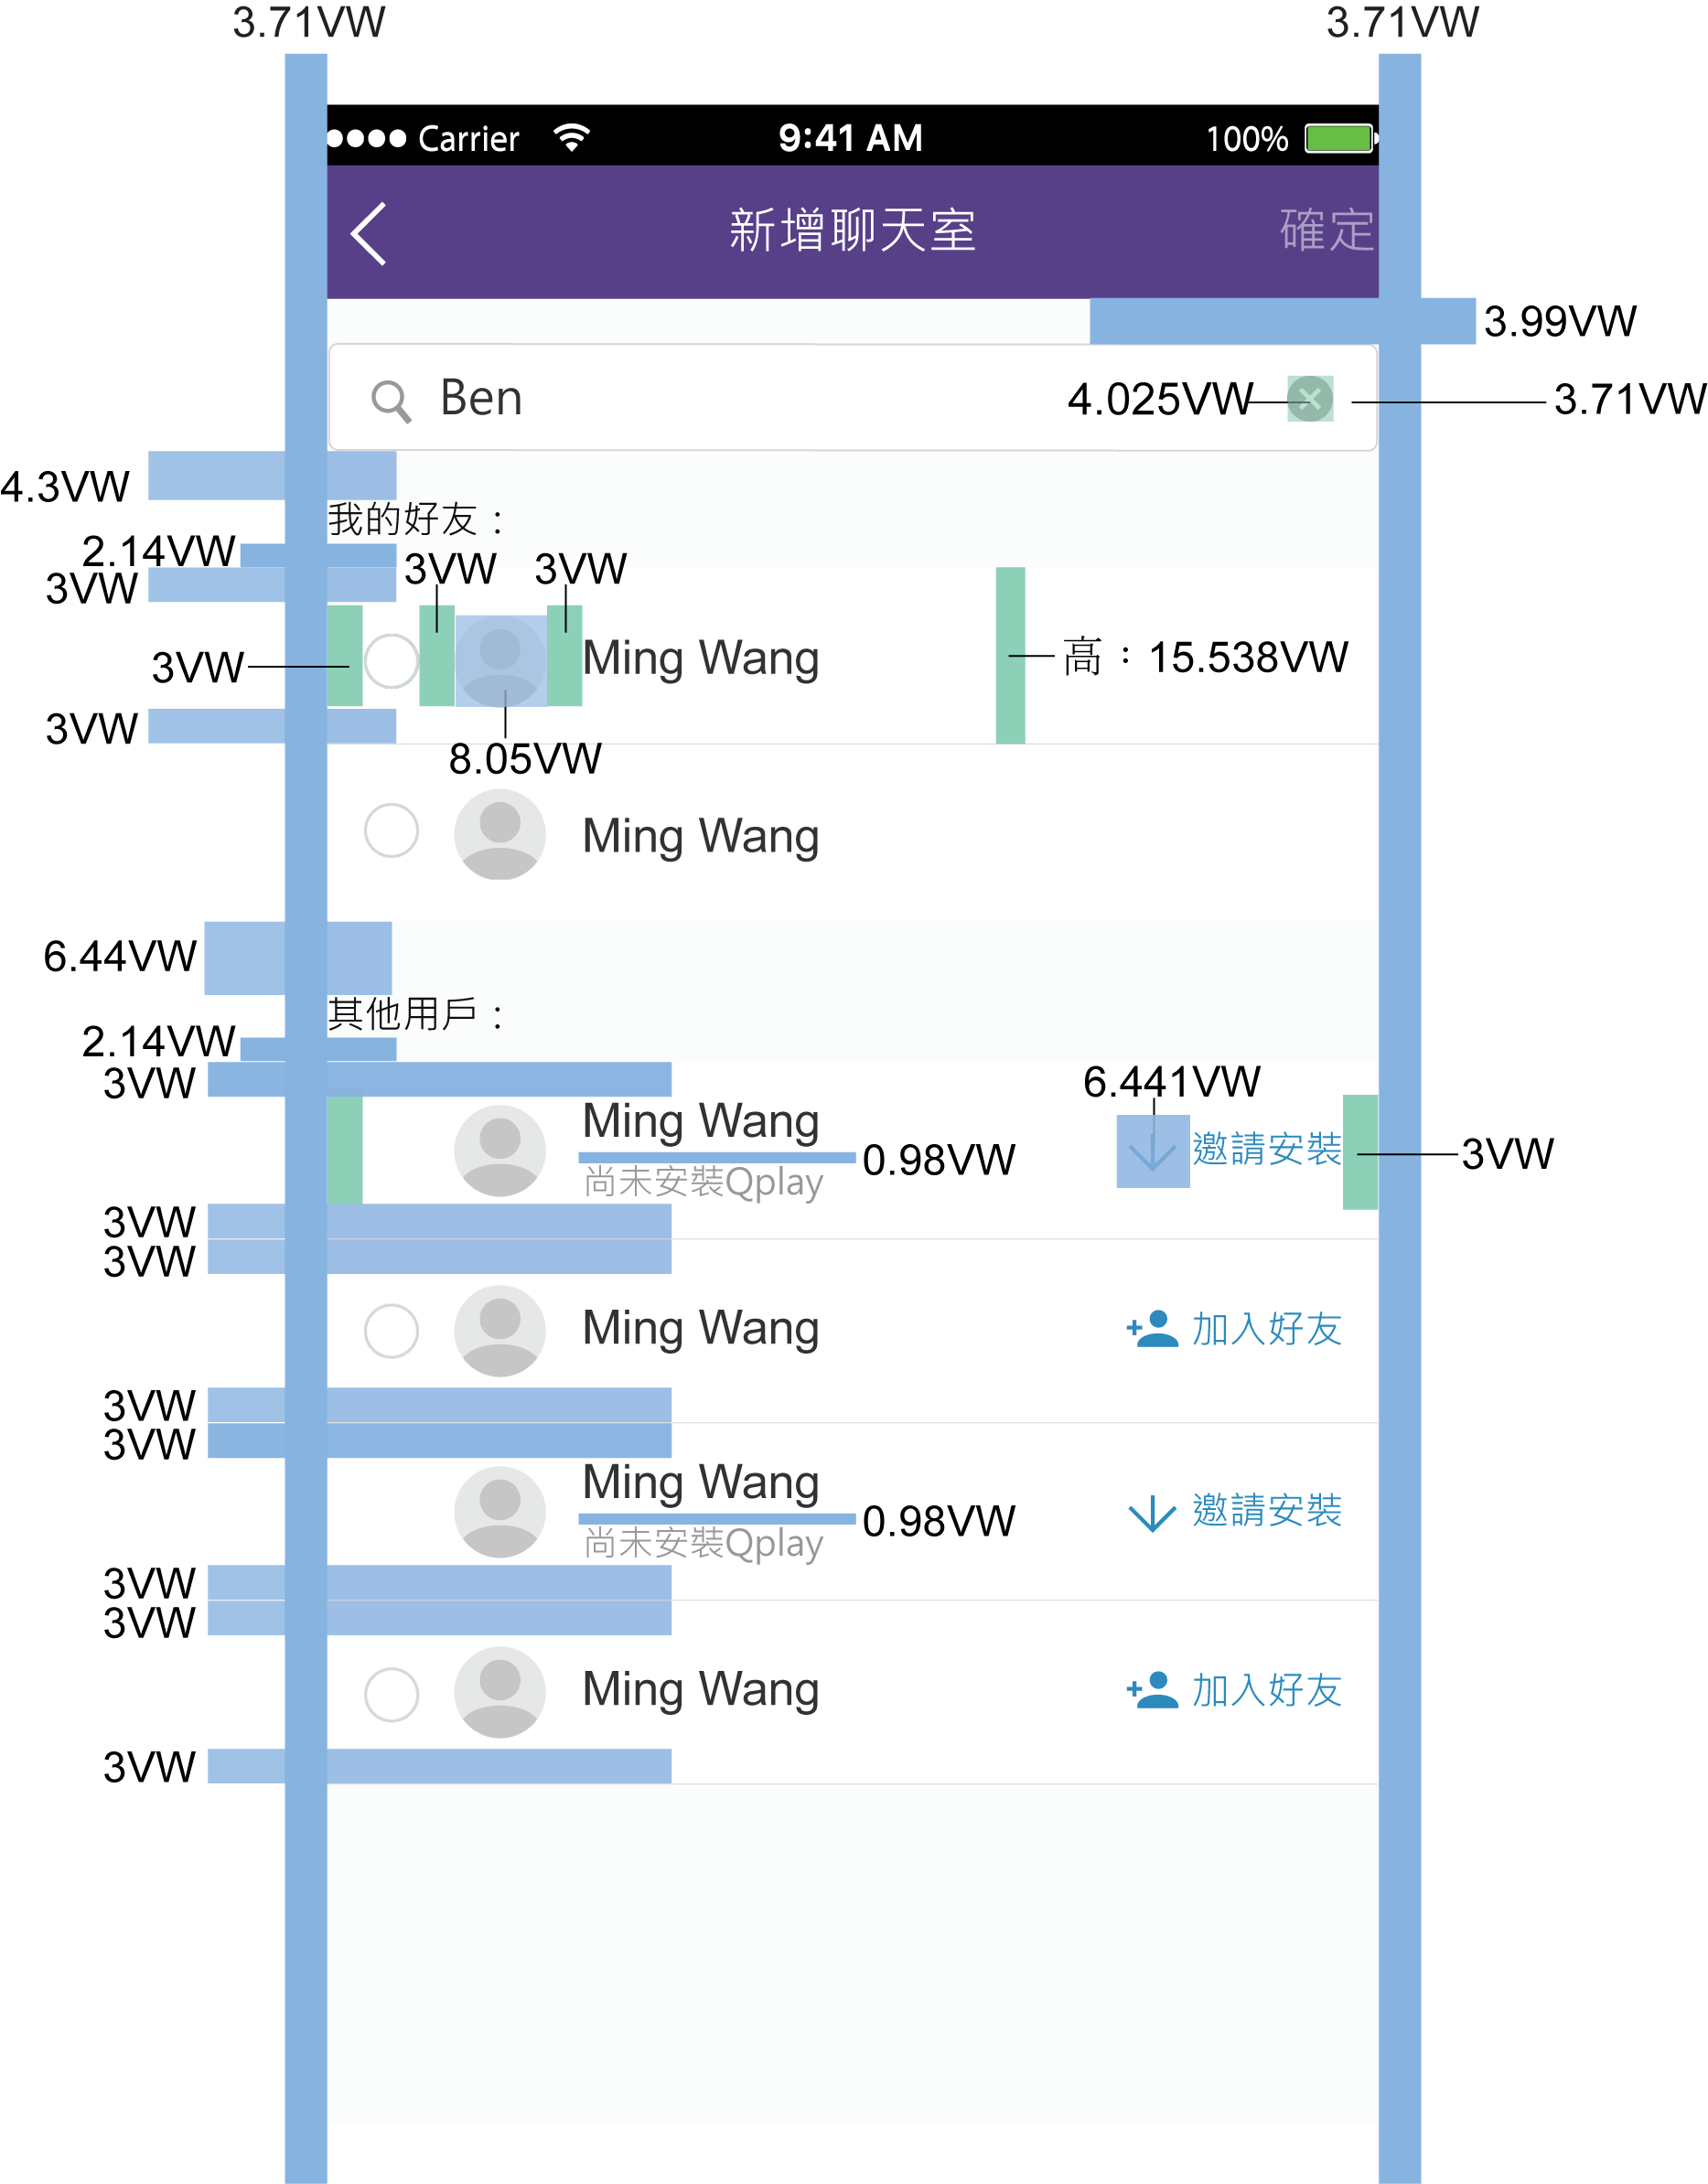 3.71VW 3.71VW
Carrier 9:41 AM 100%
新增聊天室 確定
3.99VW
Ben 4.025VW 3.71VW
4.3VW
我的好友：
2.14VW
3VW 3VW 3VW
3VW Ming Wang 高：15.538VW
3VW
8.05VW
Ming Wang
6.44VW
其他用戶：
2.14VW
3VW 6.441VW
Ming Wang 邀請安裝 3VW
0.98VW
尚未安裝Qplay
3VW
3VW
Ming Wang 加入好友
3VW
3VW
Ming Wang 邀請安裝
0.98VW
尚未安裝Qplay
3VW
3VW
Ming Wang 加入好友
3VW